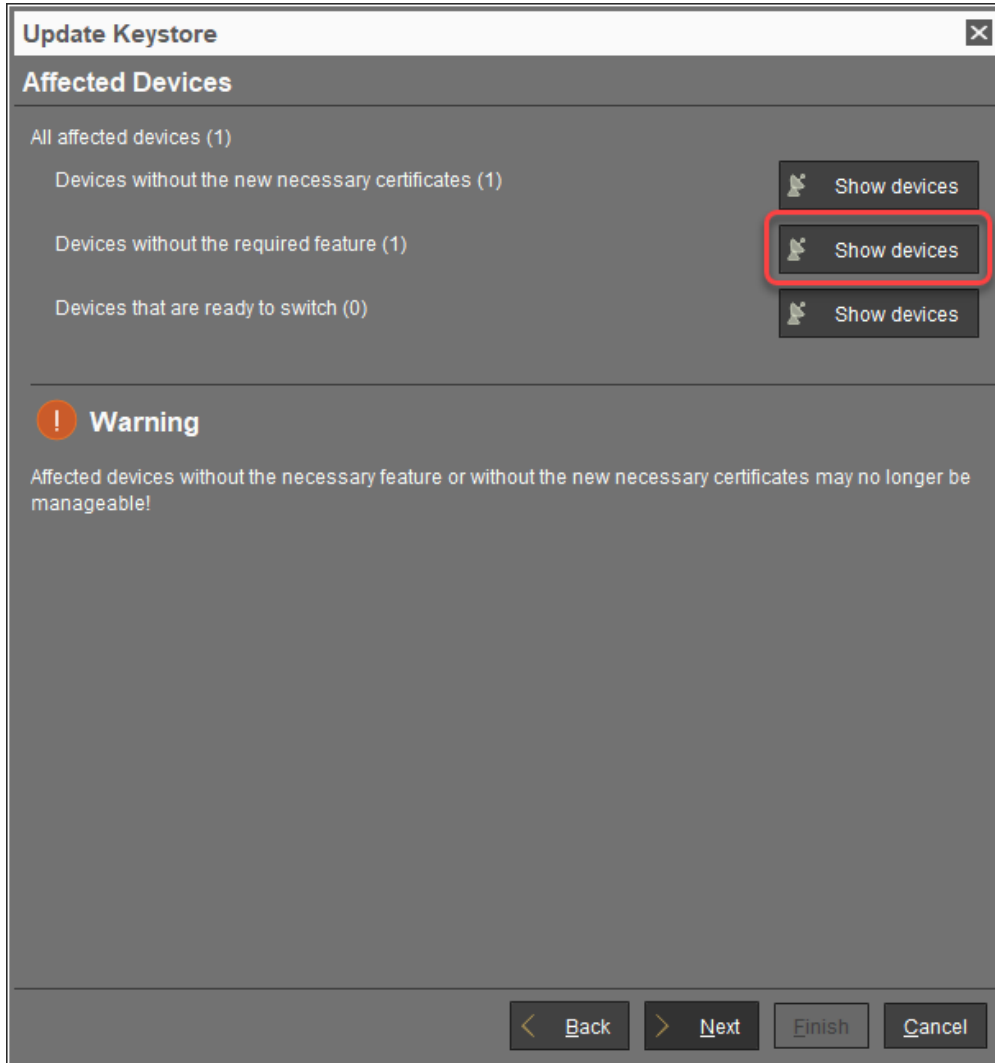 Update Keystore
Affected Devices
All affected devices (1)
Devices without the new necessary certificates (1)
Show devices
Devices without the required feature (1)
Show devices
Devices that are ready to switch (0)
Show devices
! Warning
Affected devices without the necessary feature or without the new necessary certificates may no longer be
manageable!
Back Next Finish Cancel